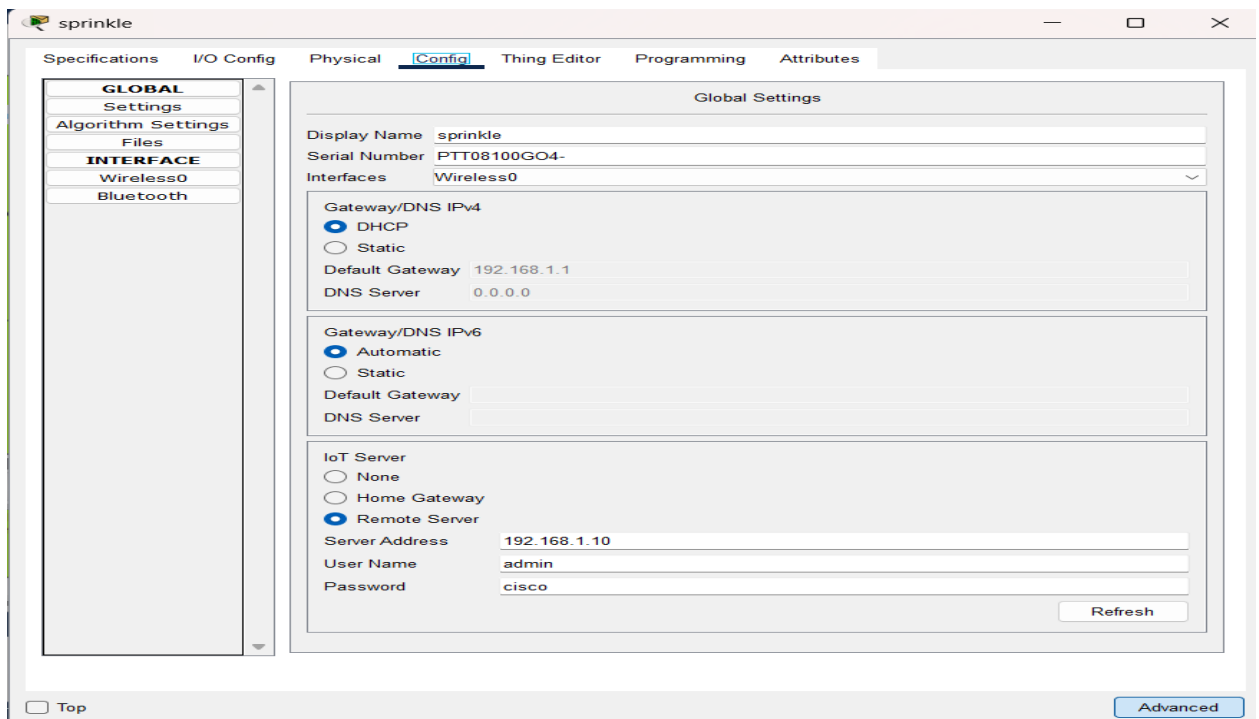 sprinkle
Specifications I/O Config Physical Config Thing Editor Programming Attributes
GLOBAL
Settings
Algorithm Settings
Files
INTERFACE
Wireless0
Bluetooth
Global Settings
Display Name sprinkle
Serial Number PTT08100GO4-
Interfaces Wireless0
Gateway/DNS IPv4
DHCP
Static
Default Gateway 192.168.1.1
DNS Server 0.0.0.0
Gateway/DNS IPv6
Automatic
Static
Default Gateway
DNS Server
IoT Server
None
Home Gateway
Remote Server
Server Address 192.168.1.10
User Name admin
Password cisco
Refresh
Top
Advanced